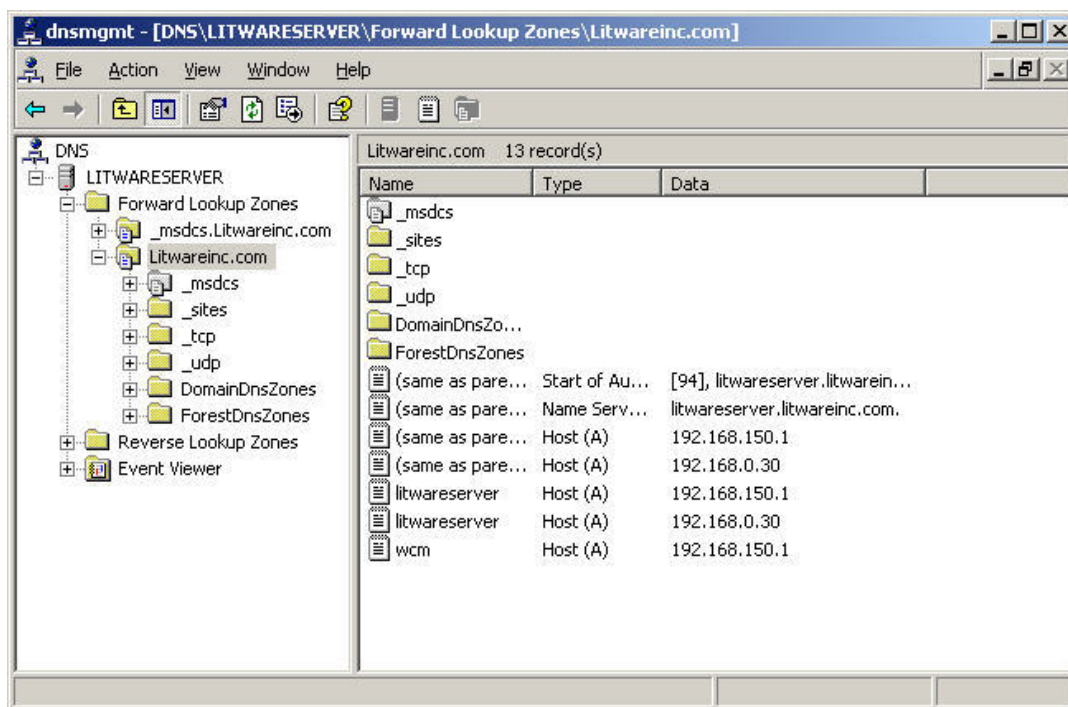 dnsmgmt - [DNS\LITWARESERVER\Forward Lookup Zones\Litwareinc.com]
File Action View Window Help
DNS
LITWARESERVER
Forward Lookup Zones
_msdcs.Litwareinc.com
Litwareinc.com
_msdcs
_sites
_tcp
_udp
DomainDnsZones
ForestDnsZones
Reverse Lookup Zones
Event Viewer
Litwareinc.com 13 record(s)
Name Type Data
_msdcs
_sites
_tcp
_udp
DomainDnsZo...
ForestDnsZones
(same as pare... Start of Au... [94], litwareserver.litwarein...
(same as pare... Name Serv... litwareserver.litwareinc.com.
(same as pare... Host (A) 192.168.150.1
(same as pare... Host (A) 192.168.0.30
litwareserver Host (A) 192.168.150.1
litwareserver Host (A) 192.168.0.30
wcm Host (A) 192.168.150.1